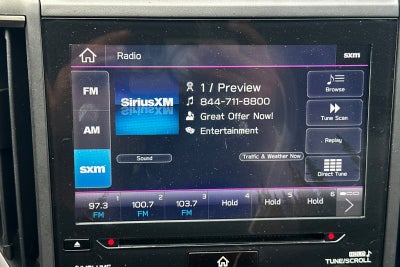 Radio
sxm
FM
AM
sxm
SiriusXM
1 / Preview
844-711-8800
Great Offer Now!
Entertainment
Browse
Tune Scan
Replay
Direct Tune
Sound
Traffic & Weather Now
1 2 3 4 5 6
97.3 100.7 103.7 Hold Hold Hold
FM FM FM
HOLD
TUNE/SCROLL